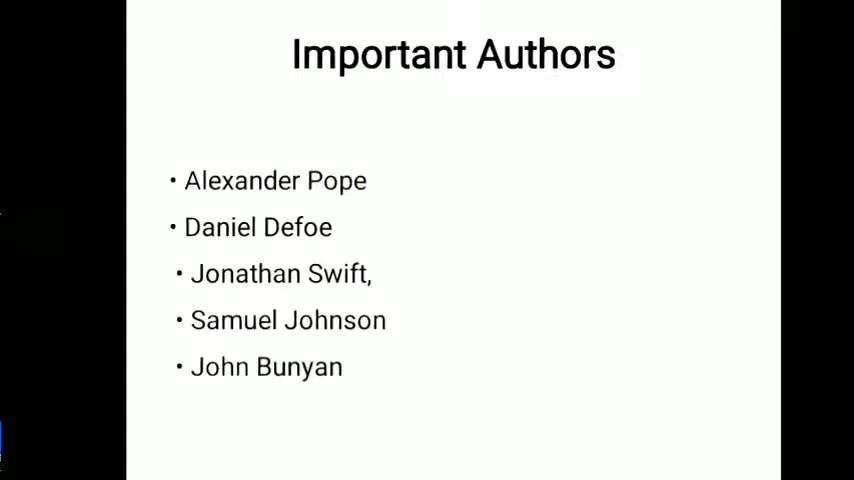 Important Authors
• Alexander Pope
• Daniel Defoe
• Jonathan Swift,
• Samuel Johnson
• John Bunyan